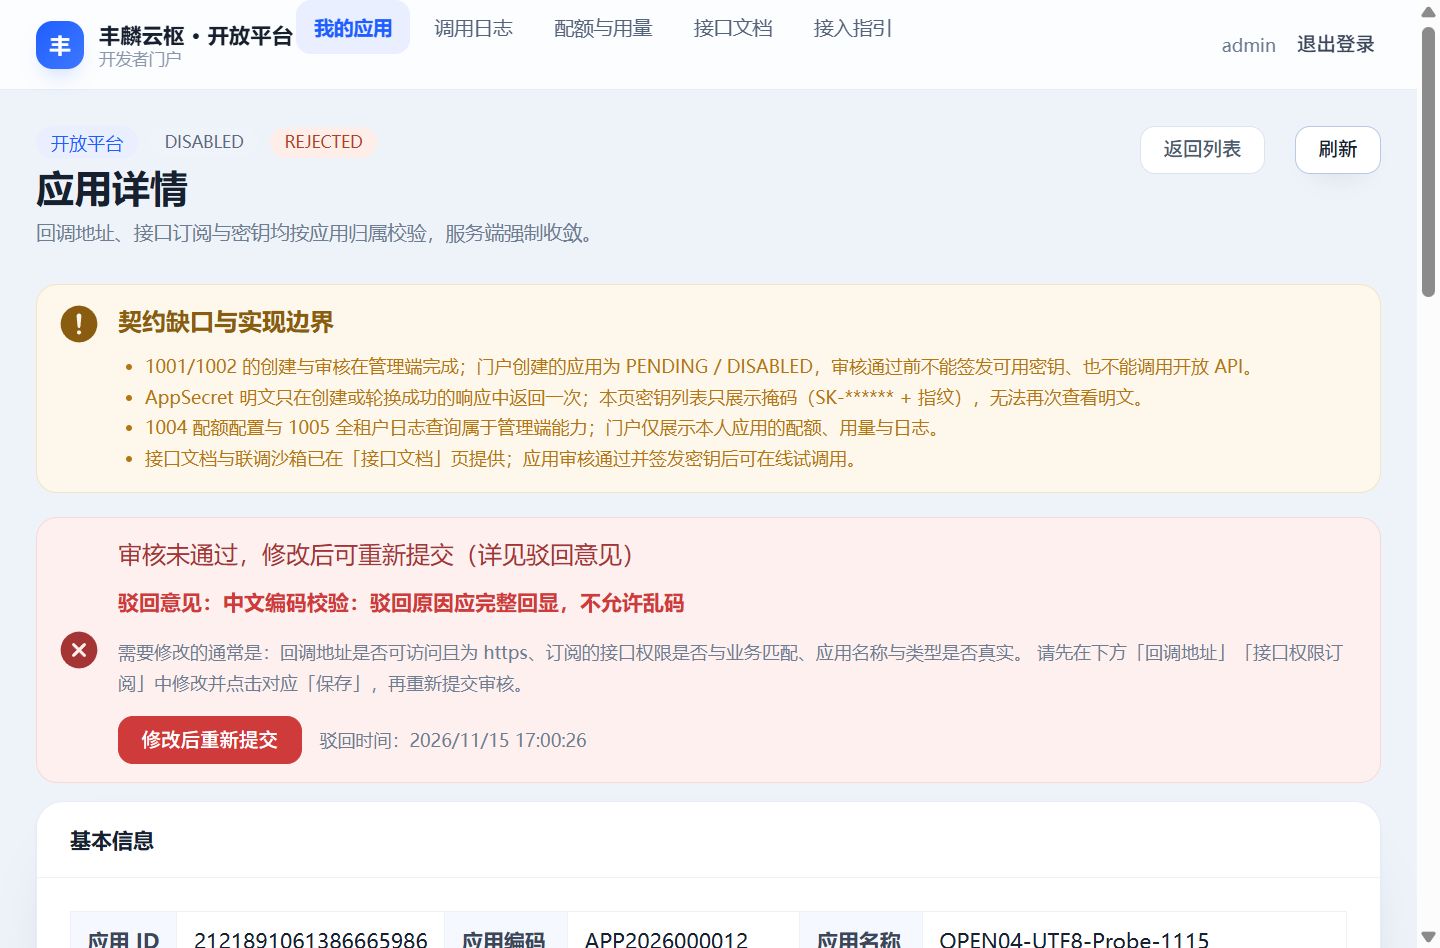 丰
丰麟云枢·开放平台
开发者门户
我的应用
调用日志
配额与用量
接口文档
接入指引
admin
退出登录
开放平台
DISABLED
REJECTED
返回列表
刷新
应用详情
回调地址、接口订阅与密钥均按应用归属校验，服务端强制收敛。
契约缺口与实现边界
1001/1002 的创建与审核在管理端完成；门户创建的应用为 PENDING / DISABLED，审核通过前不能签发可用密钥、也不能调用开放 API。
AppSecret 明文只在创建或轮换成功的响应中返回一次；本页密钥列表只展示掩码（SK-****** + 指纹），无法再次查看明文。
1004 配额配置与 1005 全租户日志查询属于管理端能力；门户仅展示本人应用的配额、用量与日志。
接口文档与联调沙箱已在「接口文档」页提供；应用审核通过并签发密钥后可在线试调用。
审核未通过，修改后可重新提交（详见驳回意见）
驳回意见：中文编码校验：驳回原因应完整回显，不允许乱码
需要修改的通常是：回调地址是否可访问且为 https、订阅的接口权限是否与业务匹配、应用名称与类型是否真实。 请先在下方「回调地址」「接口权限订
阅」中修改并点击对应「保存」，再重新提交审核。
修改后重新提交
驳回时间：2026/11/15 17:00:26
基本信息
应用 ID
2121891061386665986
应用编码
APP2026000012
应用名称
OPEN04-UTF8-Probe-1115